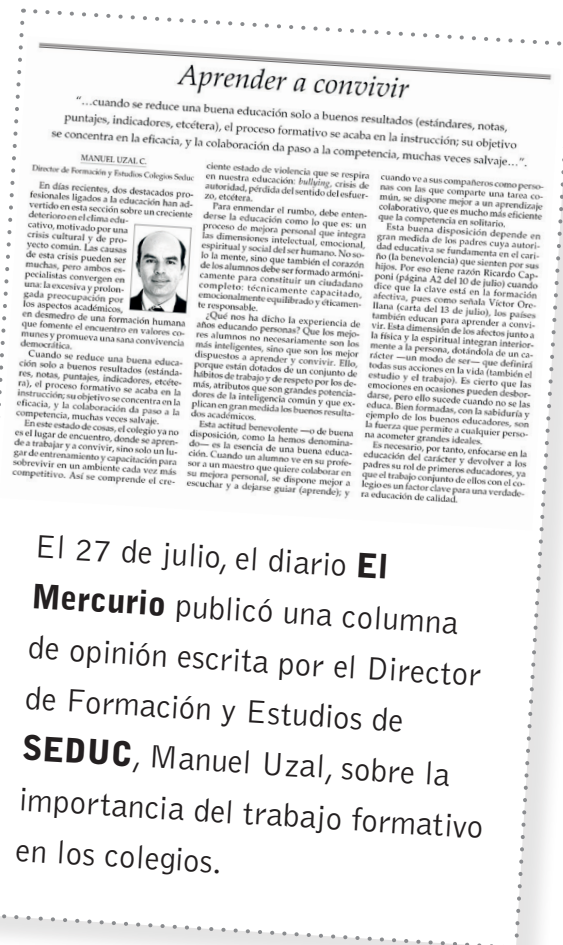 Aprender a convivir
“…cuando se reduce una buena educación solo a buenos resultados (estándares, notas,
puntajes, indicadores, etcétera), el proceso formativo se acaba en la instrucción; su objetivo
se concentra en la eficacia, y la colaboración da paso a la competencia, muchas veces salvaje…”.
MANUEL UZAL C.
Director de Formación y Estudios Colegios Seduc
En días recientes, dos destacados pro-
fesionales ligados a la educación han ad-
vertido en esta sección sobre un creciente
deterioro en el clima edu-
cativo, motivado por una
crisis cultural y de pro-
yecto común. Las causas
de esta crisis pueden ser
muchas, pero ambos es-
pecialistas convergen en
una: la excesiva y prolon-
gada preocupación por
los aspectos académicos,
en desmedro de una formación humana
que fomente el encuentro en valores co-
munes y promueva una sana convivencia
democrática.
Cuando se reduce una buena educa-
ción solo a buenos resultados (estánda-
res, notas, puntajes, indicadores, etcéte-
ra), el proceso formativo se acaba en la
instrucción; su objetivo se concentra en la
eficacia, y la colaboración da paso a la
competencia, muchas veces salvaje.
En este estado de cosas, el colegio ya no
es el lugar de encuentro, donde se apren-
de a trabajar y a convivir, sino solo un lu-
gar de entrenamiento y capacitación para
sobrevivir en un ambiente cada vez más
competitivo. Así se comprende el cre-
ciente estado de violencia que se respira
en nuestra educación: bullying, crisis de
autoridad, pérdida del sentido del esfuer-
zo, etcétera.
Para enmendar el rumbo, debe enten-
derse la educación como lo que es: un
proceso de mejora personal que integra
las dimensiones intelectual, emocional,
espiritual y social del ser humano. No so-
lo la mente, sino que también el corazón
de los alumnos debe ser formado armóni-
camente para construir un ciudadano
completo: técnicamente capacitado,
emocionalmente equilibrado y éticamen-
te responsable.
¿Qué nos ha dicho la experiencia de
años educando personas? Que los mejo-
res alumnos no necesariamente son los
más inteligentes, sino que son los mejor
dispuestos a aprender y convivir. Ello,
porque están dotados de un conjunto de
hábitos de trabajo y de respeto por los de-
más, atributos que son grandes potencia-
dores de la inteligencia común y que ex-
plican en gran medida los buenos resulta-
dos académicos.
Esta actitud benevolente —o de buena
disposición, como la hemos denomina-
do— es la esencia de una buena educa-
ción. Cuando un alumno ve en su profe-
sor a un maestro que quiere colaborar en
su mejora personal, se dispone mejor a
escuchar y a dejarse guiar (aprende); y
cuando ve a sus compañeros como perso-
nas con las que comparte una tarea co-
mún, se dispone mejor a un aprendizaje
colaborativo, que es mucho más eficiente
que la competencia en solitario.
Esta buena disposición depende en
gran medida de los padres cuya autori-
dad educativa se fundamenta en el cari-
ño (la benevolencia) que sienten por sus
hijos. Por eso tiene razón Ricardo Cap-
poni (página A2 del 10 de julio) cuando
dice que la clave está en la formación
afectiva, pues como señala Víctor Ore-
llana (carta del 13 de julio), los países
también educan para aprender a convi-
vir. Esta dimensión de los afectos junto a
la física y la espiritual integran interior-
mente a la persona, dotándola de un ca-
rácter —un modo de ser— que definirá
todas sus acciones en la vida (también el
estudio y el trabajo). Es cierto que las
emociones en ocasiones pueden desbor-
darse, pero ello sucede cuando no se las
educa. Bien formadas, con la sabiduría y
ejemplo de los buenos educadores, son
la fuerza que permite a cualquier perso-
na acometer grandes ideales.
Es necesario, por tanto, enfocarse en la
educación del carácter y devolver a los
padres su rol de primeros educadores, ya
que el trabajo conjunto de ellos con el co-
legio es un factor clave para una verdade-
ra educación de calidad.
El 27 de julio, el diario El
Mercurio publicó una columna
de opinión escrita por el Director
de Formación y Estudios de
SEDUC, Manuel Uzal, sobre la
importancia del trabajo formativo
en los colegios.